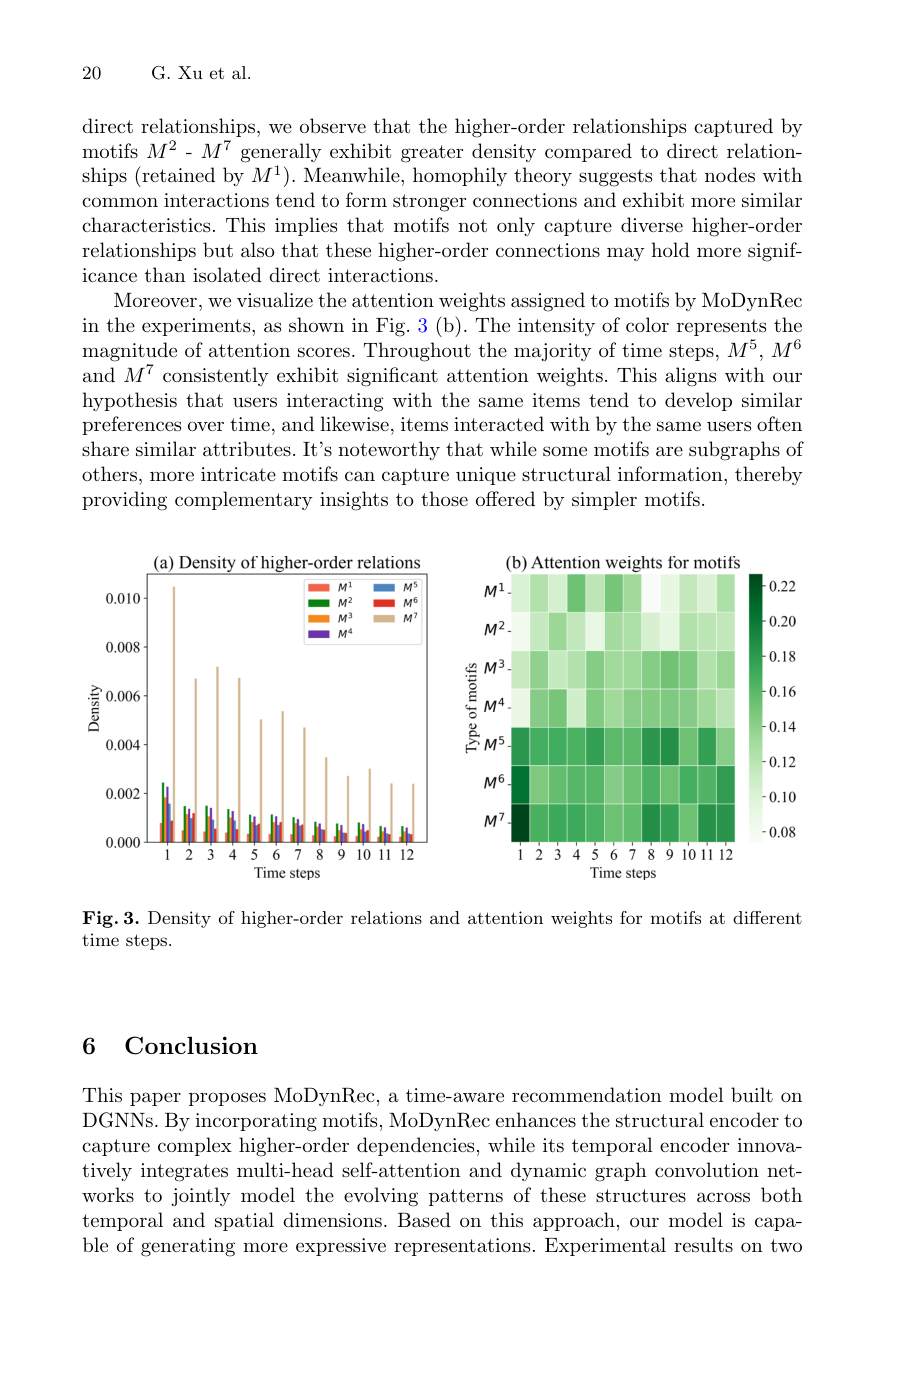 20 G. Xu et al.
direct relationships, we observe that the higher-order relationships captured by
motifs M² - M⁷ generally exhibit greater density compared to direct relation-
ships (retained by M¹). Meanwhile, homophily theory suggests that nodes with
common interactions tend to form stronger connections and exhibit more similar
characteristics. This implies that motifs not only capture diverse higher-order
relationships but also that these higher-order connections may hold more signif-
icance than isolated direct interactions.
Moreover, we visualize the attention weights assigned to motifs by MoDynRec
in the experiments, as shown in Fig. 3 (b). The intensity of color represents the
magnitude of attention scores. Throughout the majority of time steps, M⁵, M⁶
and M⁷ consistently exhibit significant attention weights. This aligns with our
hypothesis that users interacting with the same items tend to develop similar
preferences over time, and likewise, items interacted with by the same users often
share similar attributes. It's noteworthy that while some motifs are subgraphs of
others, more intricate motifs can capture unique structural information, thereby
providing complementary insights to those offered by simpler motifs.
(a) Density of higher-order relations
Density
0.010
0.008
0.006
0.004
0.002
0.000
M¹ M⁵
M² M⁶
M³ M⁷
M⁴
1 2 3 4 5 6 7 8 9 10 11 12
Time steps
(b) Attention weights for motifs
Type of motifs
M¹
M²
M³
M⁴
M⁵
M⁶
M⁷
1 2 3 4 5 6 7 8 9 10 11 12
Time steps
0.22
0.20
0.18
0.16
0.14
0.12
0.10
0.08
Fig. 3. Density of higher-order relations and attention weights for motifs at different
time steps.
6 Conclusion
This paper proposes MoDynRec, a time-aware recommendation model built on
DGNNs. By incorporating motifs, MoDynRec enhances the structural encoder to
capture complex higher-order dependencies, while its temporal encoder innova-
tively integrates multi-head self-attention and dynamic graph convolution net-
works to jointly model the evolving patterns of these structures across both
temporal and spatial dimensions. Based on this approach, our model is capa-
ble of generating more expressive representations. Experimental results on two